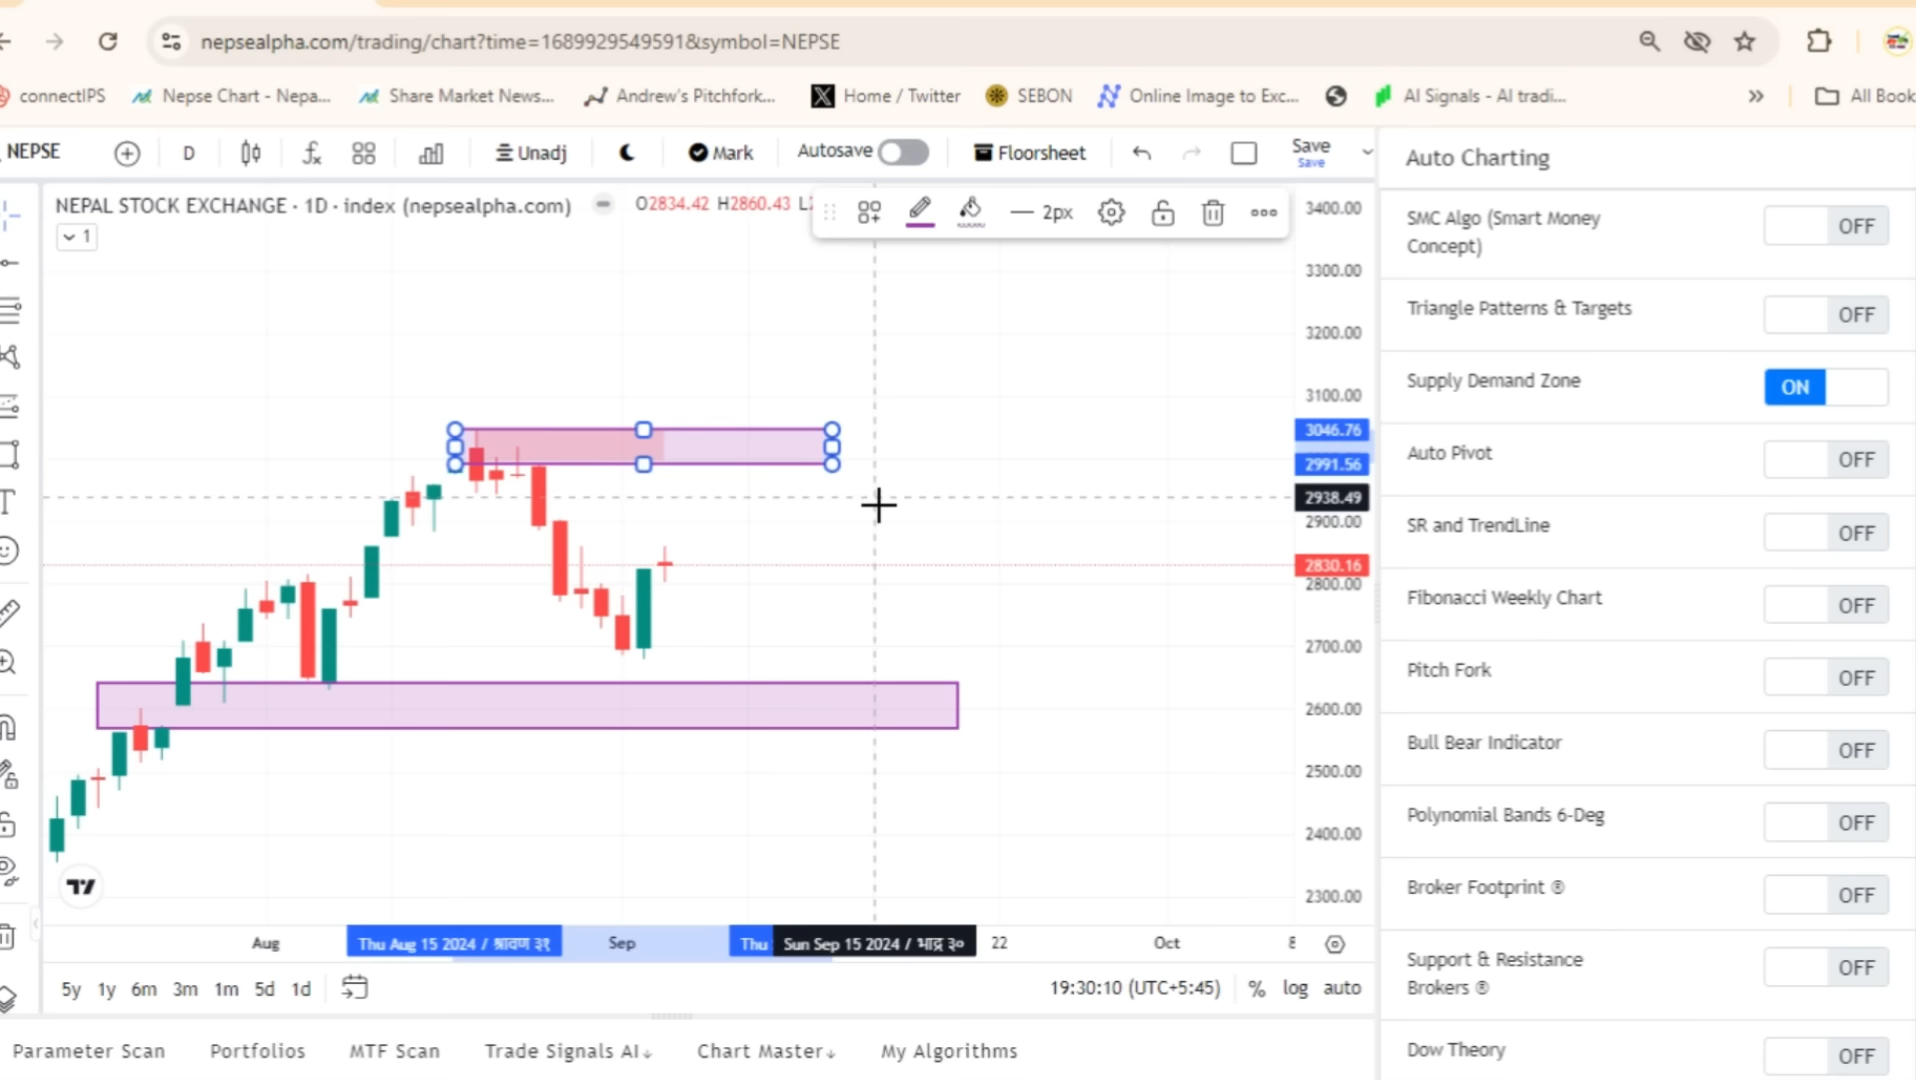 nepsealpha.com/trading/chart?time=1689929549591&symbol=NEPSE
connectIPS Nepse Chart - Nepa... Share Market News... Andrew's Pitchfork... Home / Twitter SEBON Online Image to Exc... AI Signals - AI tradi... » All Book
NEPSE D Unadj Mark Autosave Floorsheet Save
Save
Auto Charting
NEPAL STOCK EXCHANGE · 1D · index (nepsealpha.com) O2834.42 H2860.43
2px
1
3400.00
3300.00
3200.00
3100.00
3046.76
2991.56
2938.49
2900.00
2830.16
2800.00
2700.00
2600.00
2500.00
2400.00
2300.00
Aug Thu Aug 15 2024 / श्रावण ३१ Sep Thu Sun Sep 15 2024 / भाद्र ३० 22 Oct 8
5y 1y 6m 3m 1m 5d 1d 19:30:10 (UTC+5:45) % log auto
Parameter Scan Portfolios MTF Scan Trade Signals AI↓ Chart Master↓ My Algorithms
SMC Algo (Smart Money
Concept) OFF
Triangle Patterns & Targets OFF
Supply Demand Zone ON
Auto Pivot OFF
SR and TrendLine OFF
Fibonacci Weekly Chart OFF
Pitch Fork OFF
Bull Bear Indicator OFF
Polynomial Bands 6-Deg OFF
Broker Footprint ® OFF
Support & Resistance
Brokers ® OFF
Dow Theory OFF